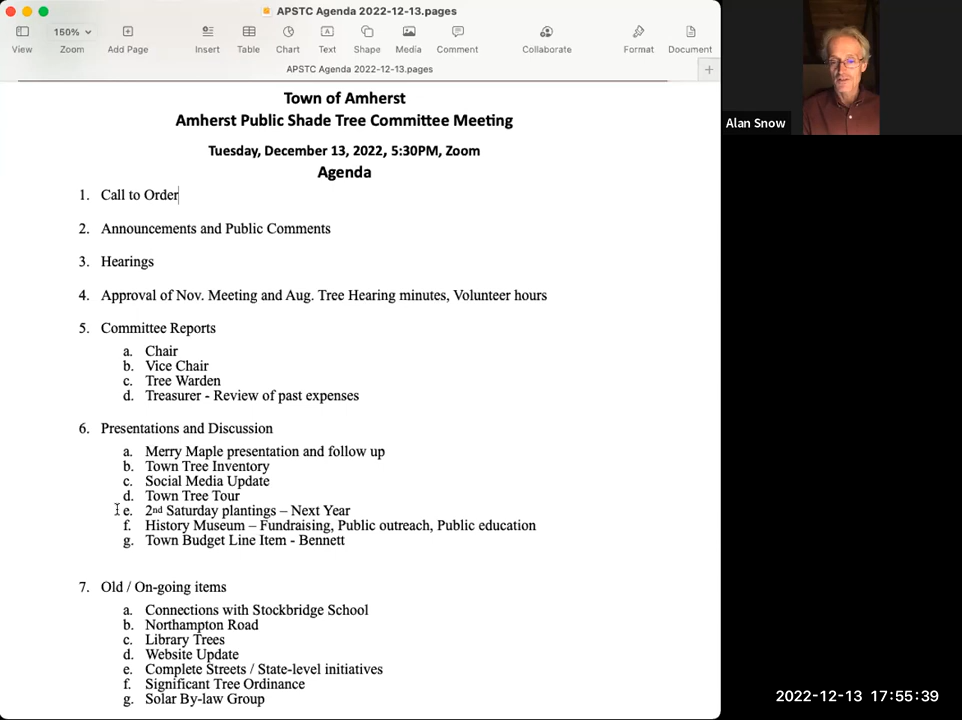 APSTC Agenda 2022-12-13.pages
150%
View
Zoom
Add Page
Insert
Table
Chart
Text
Shape
Media
Comment
Collaborate
Format
Document
APSTC Agenda 2022-12-13.pages
Town of Amherst
Amherst Public Shade Tree Committee Meeting
Tuesday, December 13, 2022, 5:30PM, Zoom
Agenda
1. Call to Order
2. Announcements and Public Comments
3. Hearings
4. Approval of Nov. Meeting and Aug. Tree Hearing minutes, Volunteer hours
5. Committee Reports
a. Chair
b. Vice Chair
c. Tree Warden
d. Treasurer - Review of past expenses
6. Presentations and Discussion
a. Merry Maple presentation and follow up
b. Town Tree Inventory
c. Social Media Update
d. Town Tree Tour
e. 2nd Saturday plantings – Next Year
f. History Museum – Fundraising, Public outreach, Public education
g. Town Budget Line Item - Bennett
7. Old / On-going items
a. Connections with Stockbridge School
b. Northampton Road
c. Library Trees
d. Website Update
e. Complete Streets / State-level initiatives
f. Significant Tree Ordinance
g. Solar By-law Group
Alan Snow
2022-12-13 17:55:39